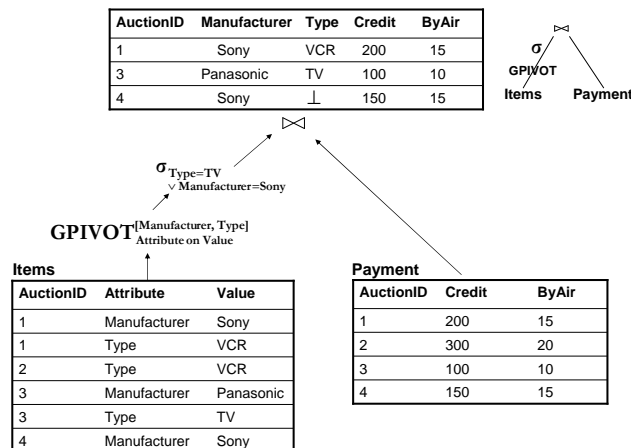 AuctionID Manufacturer Type Credit ByAir
1 Sony VCR 200 15
3 Panasonic TV 100 10
4 Sony ⊥ 150 15
⋈
σ
GPIVOT
Items Payment
⋈
σ Type=TV
∨ Manufacturer=Sony
GPIVOT [Manufacturer, Type]
Attribute on Value
Items
AuctionID Attribute Value
1 Manufacturer Sony
1 Type VCR
2 Type VCR
3 Manufacturer Panasonic
3 Type TV
4 Manufacturer Sony
Payment
AuctionID Credit ByAir
1 200 15
2 300 20
3 100 10
4 150 15